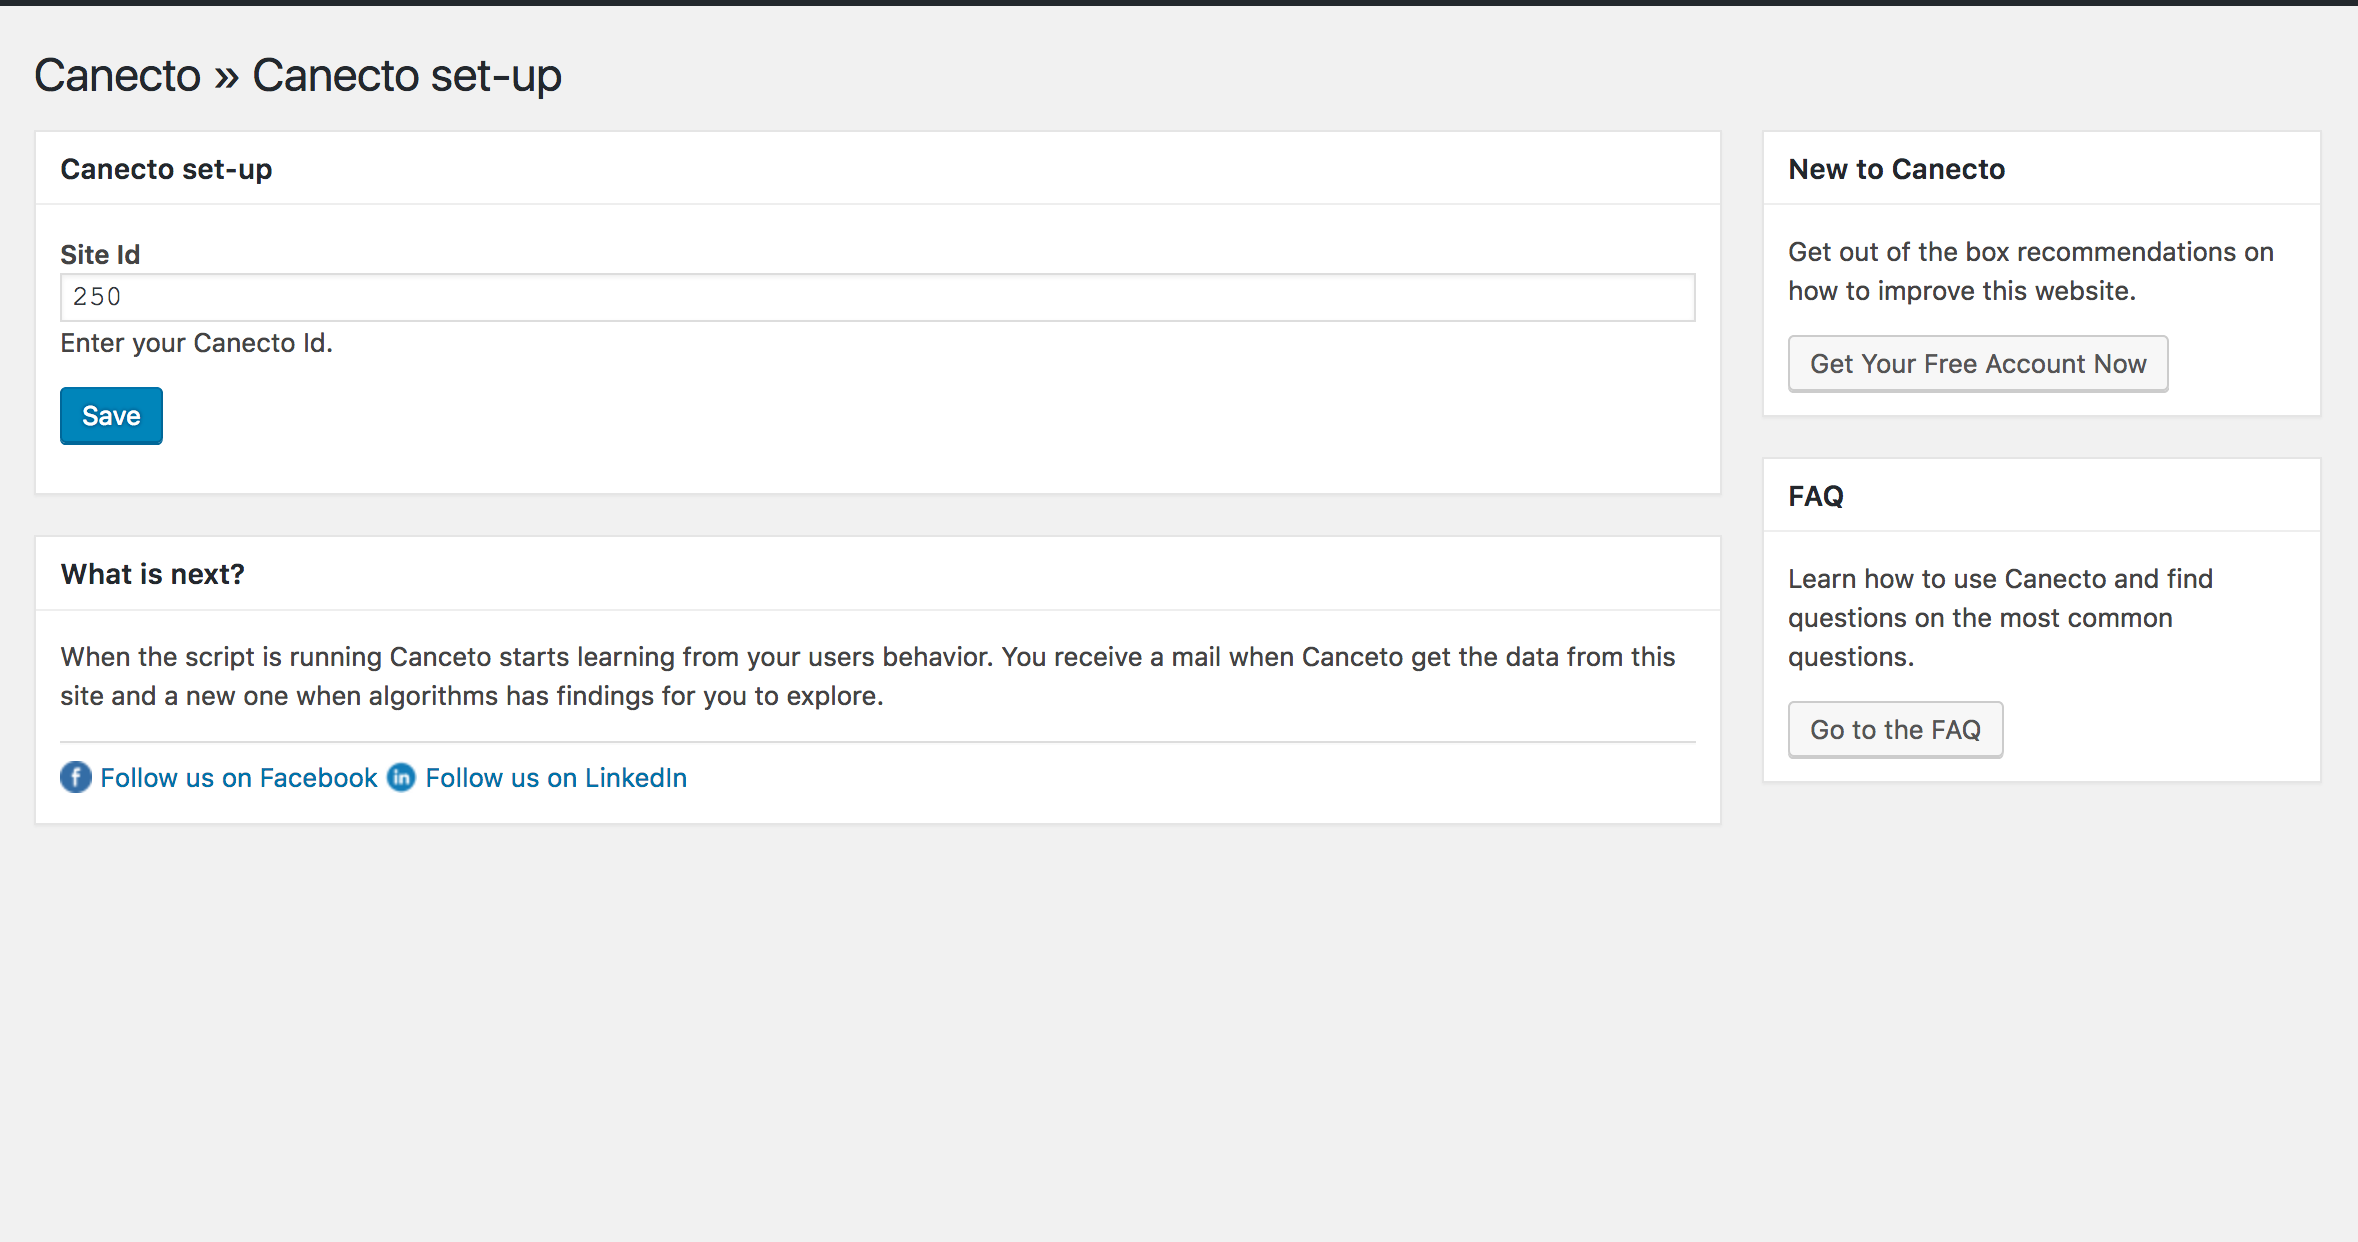 Canecto » Canecto set-up
Canecto set-up
Site Id
250
Enter your Canecto Id.
Save
What is next?
When the script is running Canceto starts learning from your users behavior. You receive a mail when Canceto get the data from this
site and a new one when algorithms has findings for you to explore.
Follow us on Facebook Follow us on LinkedIn
New to Canecto
Get out of the box recommendations on
how to improve this website.
Get Your Free Account Now
FAQ
Learn how to use Canecto and find
questions on the most common
questions.
Go to the FAQ